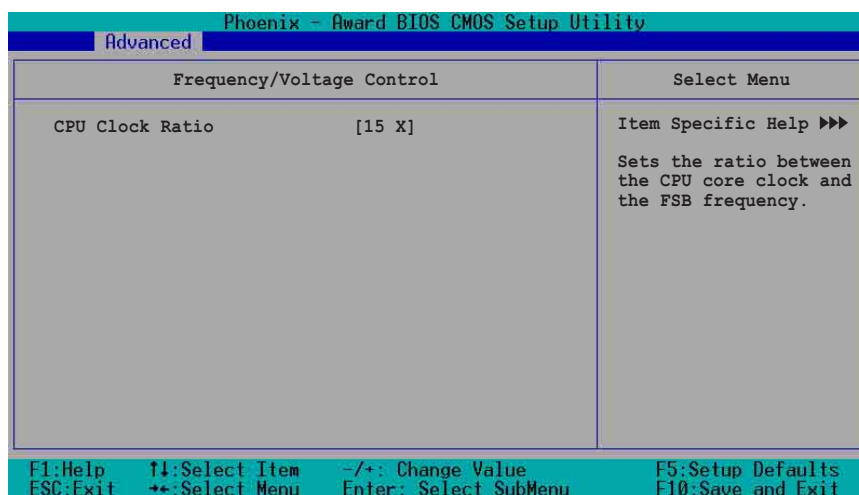 Phoenix - Award BIOS CMOS Setup Utility
Advanced
Frequency/Voltage Control
Select Menu
CPU Clock Ratio [15 X]
Item Specific Help ▶▶▶
Sets the ratio between
the CPU core clock and
the FSB frequency.
F1:Help ↑↓:Select Item -/+: Change Value F5:Setup Defaults
ESC:Exit →←:Select Menu Enter: Select SubMenu F10:Save and Exit